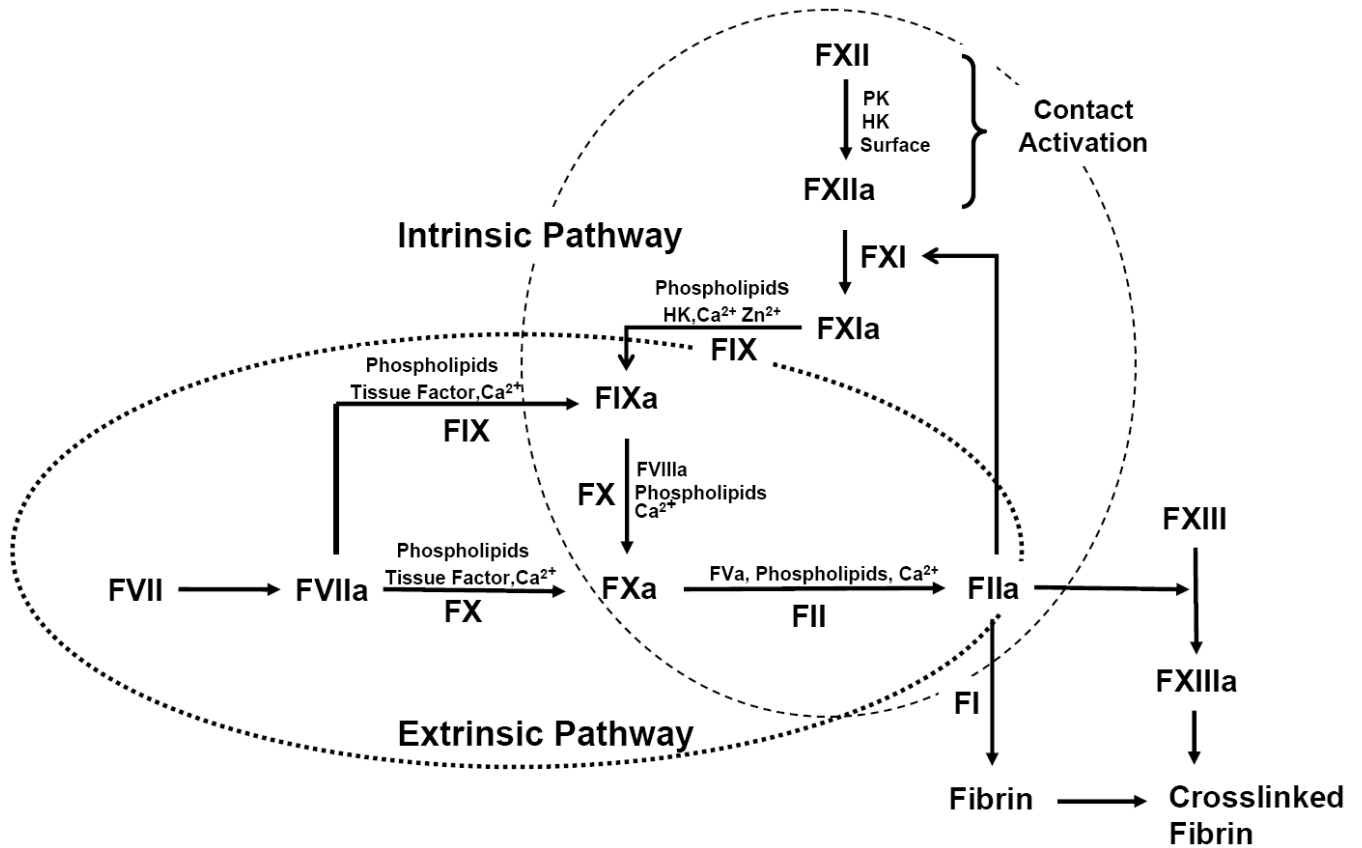 FXII
PK
HK
Surface
Contact
Activation
FXIIa
Intrinsic Pathway
FXI
Phospholipids
HK,Ca²⁺ Zn²⁺
FXIa
FIX
Phospholipids
Tissue Factor,Ca²⁺
FIXa
FIX
FVIIIa
FX
Phospholipids
Ca²⁺
FXIII
Phospholipids
Tissue Factor,Ca²⁺
FVII
FVIIa
FX
FXa
FVa, Phospholipids, Ca²⁺
FII
FIIa
FXIIIa
FI
Extrinsic Pathway
Fibrin
Crosslinked
Fibrin